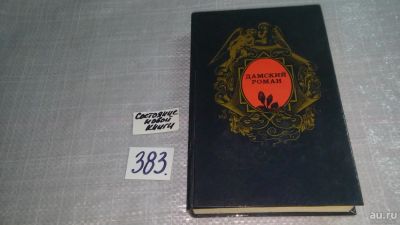 ДАМСКИЙ
РОМАН
Состояние
новой
книги
383.
au.ru